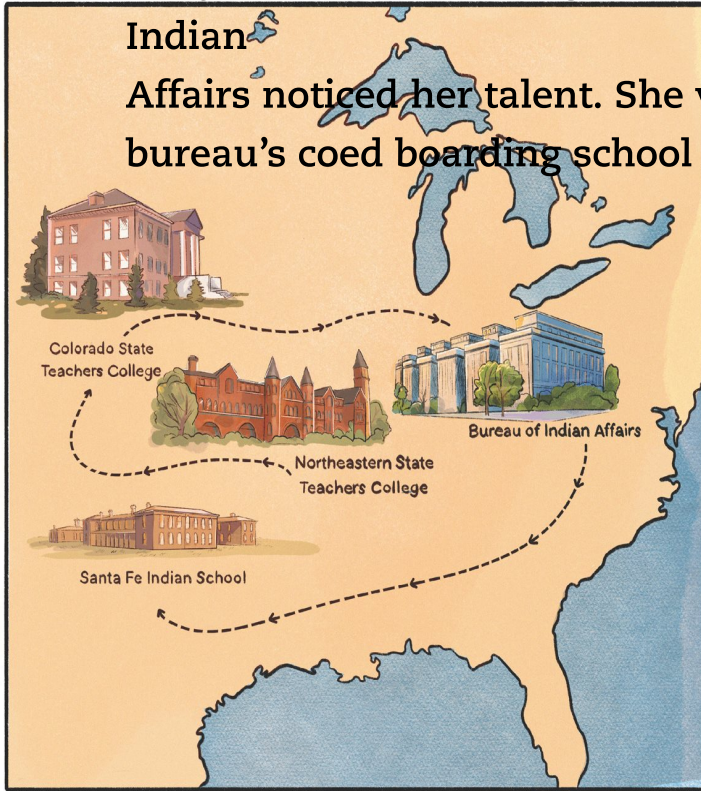 Indian
Affairs noticed her talent. She
bureau's coed boarding school
Colorado State
Teachers College
Bureau of Indian Affairs
Northeastern State
Teachers College
Santa Fe Indian School